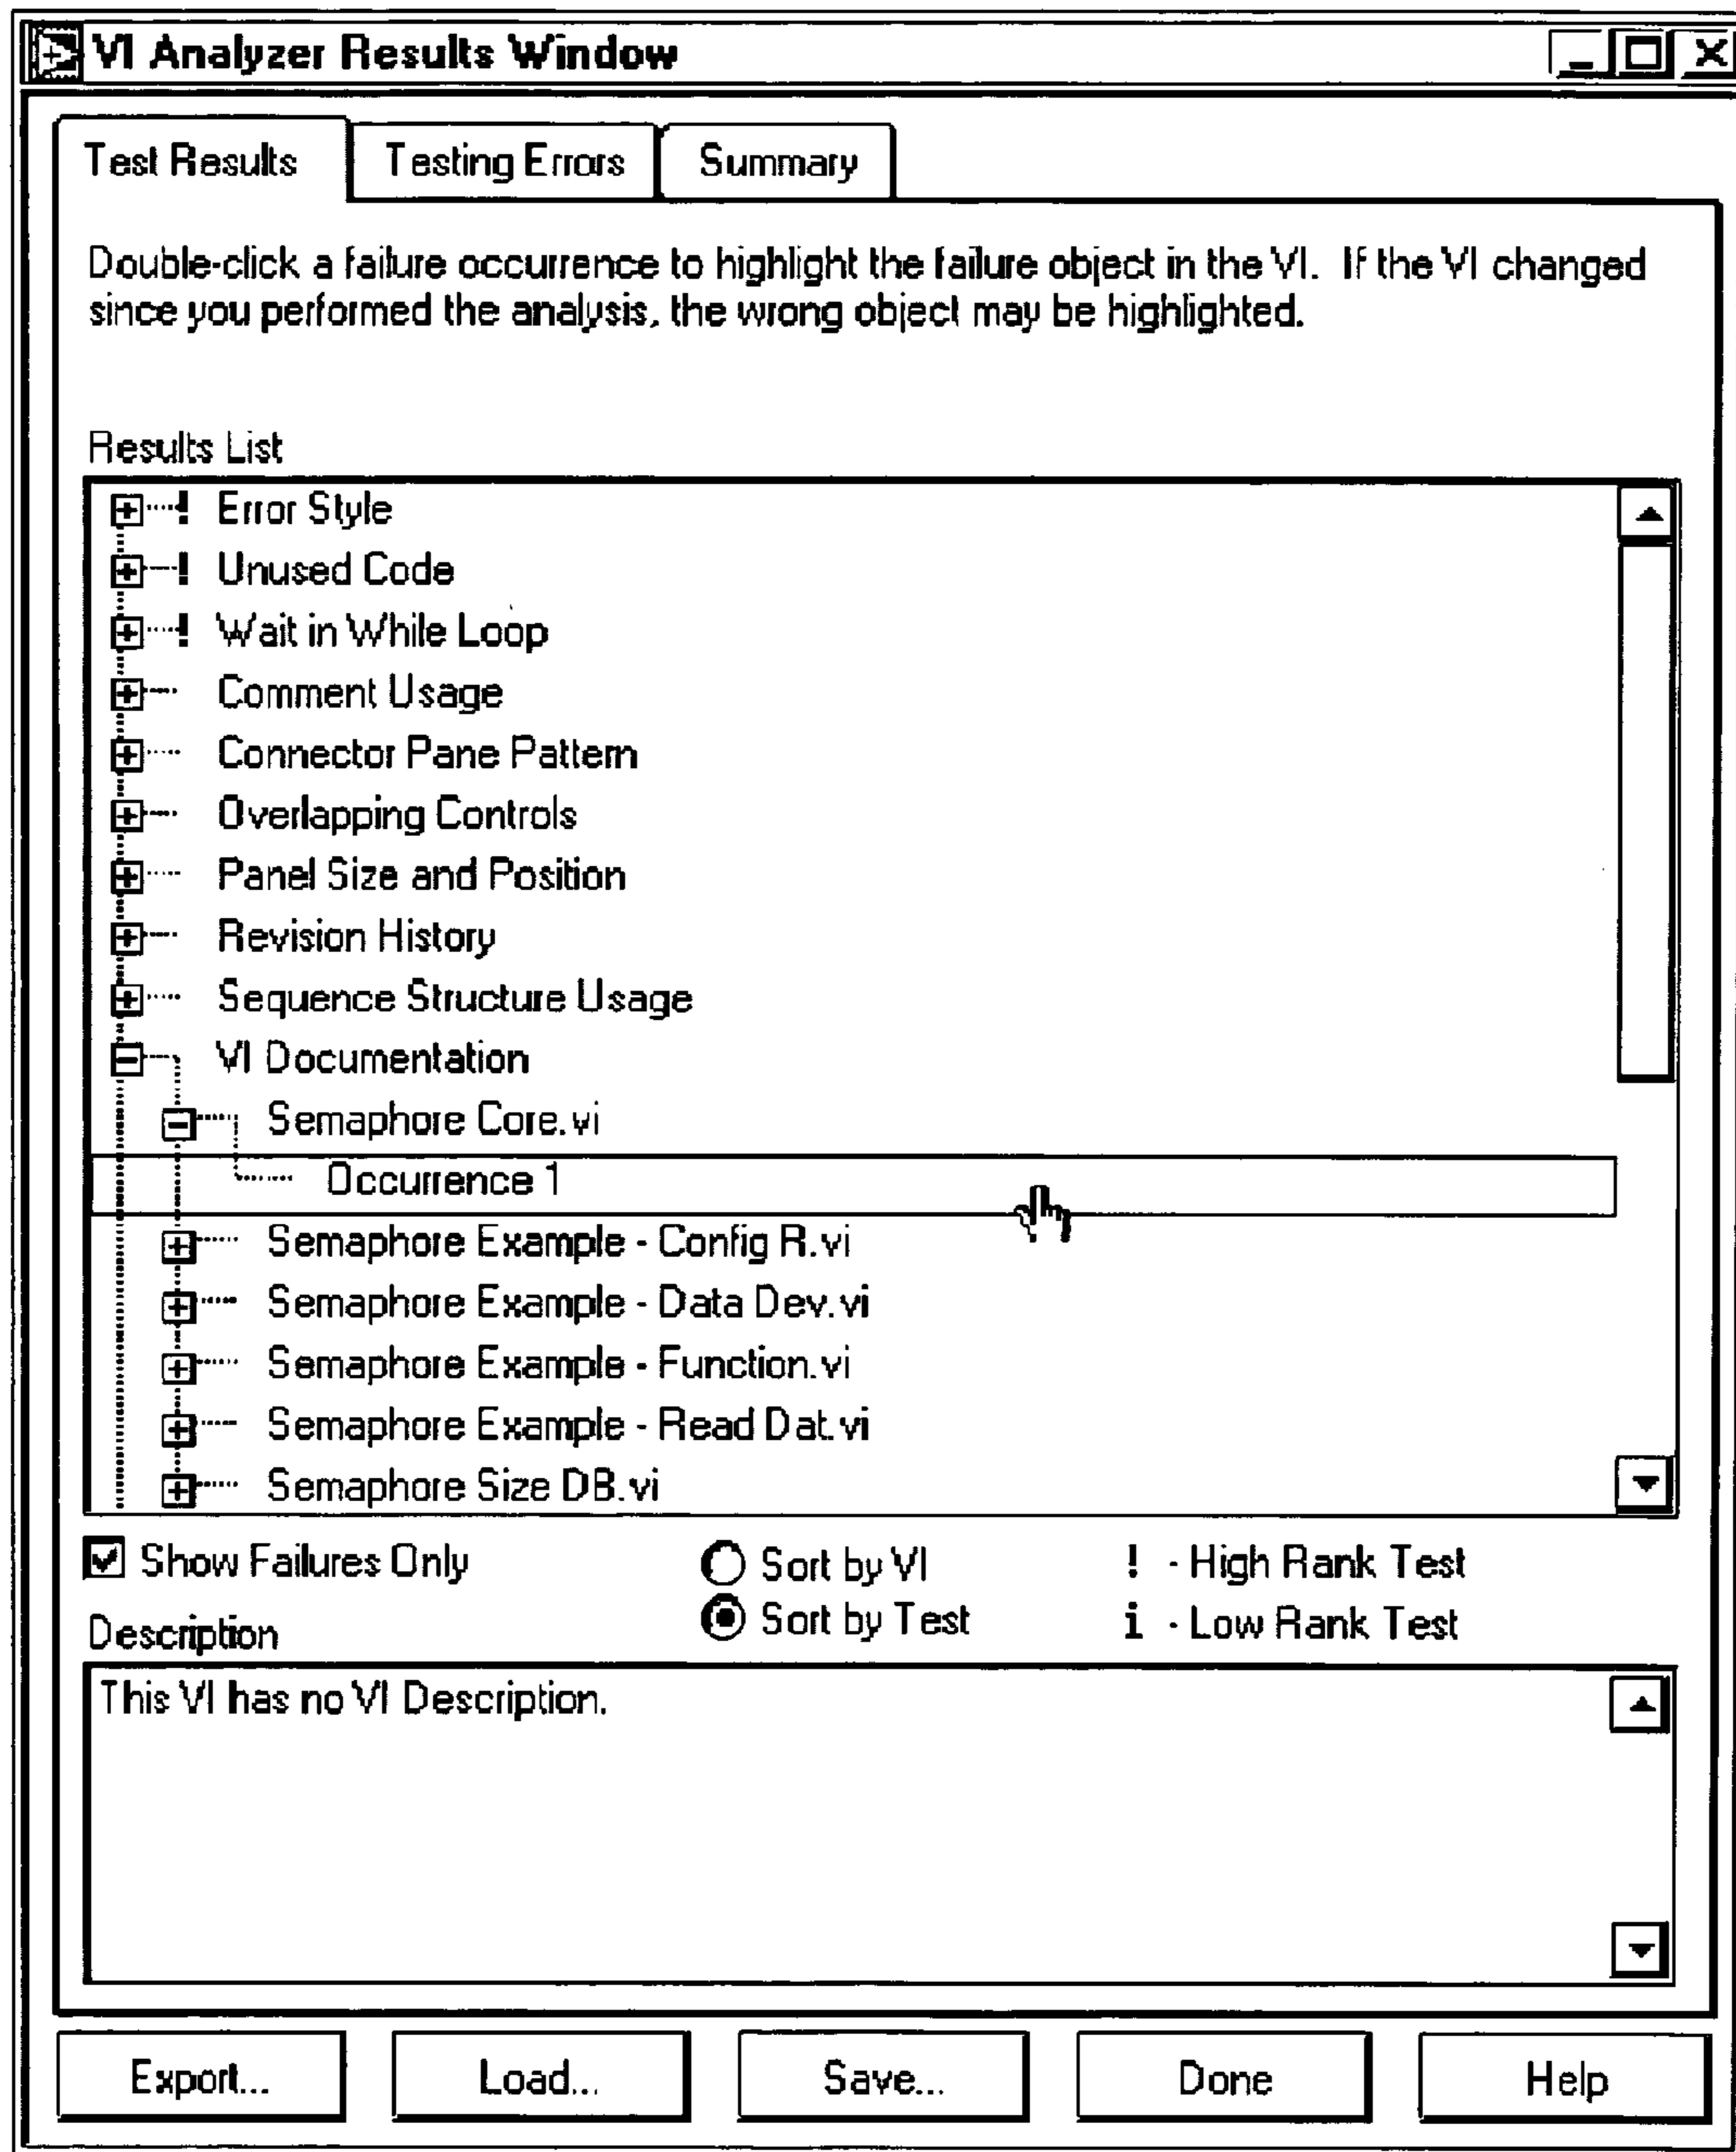 VI Analyzer Results Window
Test Results Testing Errors Summary
Double-click a failure occurrence to highlight the failure object in the VI. If the VI changed
since you performed the analysis, the wrong object may be highlighted.
Results List
! Error Style
! Unused Code
! Wait in While Loop
Comment Usage
Connector Pane Pattern
Overlapping Controls
Panel Size and Position
Revision History
Sequence Structure Usage
VI Documentation
Semaphore Core.vi
Occurrence 1
Semaphore Example - Config R.vi
Semaphore Example - Data Dev.vi
Semaphore Example - Function.vi
Semaphore Example - Read Dat.vi
Semaphore Size DB.vi
Show Failures Only Sort by VI ! - High Rank Test
Sort by Test i - Low Rank Test
Description
This VI has no VI Description.
Export... Load... Save... Done Help